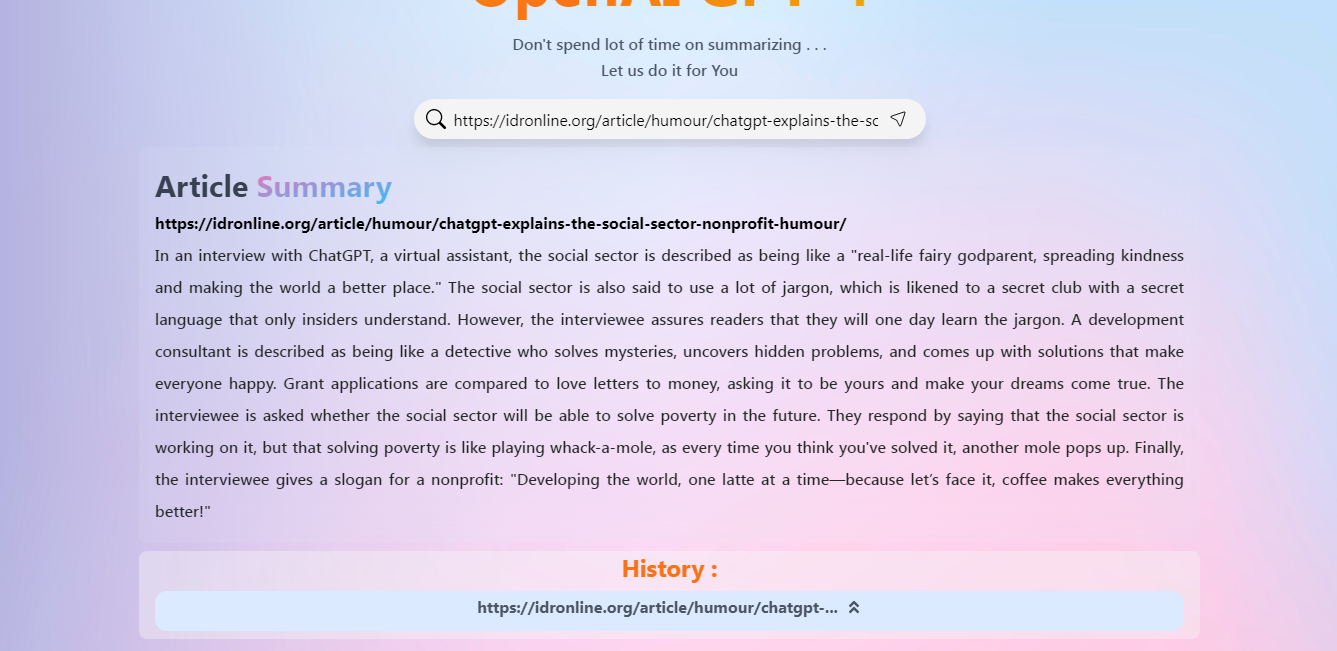 OpenAI GPT-4
Don't spend lot of time on summarizing . . .
Let us do it for You
https://idronline.org/article/humour/chatgpt-explains-the-sc
Article Summary
https://idronline.org/article/humour/chatgpt-explains-the-social-sector-nonprofit-humour/
In an interview with ChatGPT, a virtual assistant, the social sector is described as being like a "real-life fairy godparent, spreading kindness
and making the world a better place." The social sector is also said to use a lot of jargon, which is likened to a secret club with a secret
language that only insiders understand. However, the interviewee assures readers that they will one day learn the jargon. A development
consultant is described as being like a detective who solves mysteries, uncovers hidden problems, and comes up with solutions that make
everyone happy. Grant applications are compared to love letters to money, asking it to be yours and make your dreams come true. The
interviewee is asked whether the social sector will be able to solve poverty in the future. They respond by saying that the social sector is
working on it, but that solving poverty is like playing whack-a-mole, as every time you think you've solved it, another mole pops up. Finally,
the interviewee gives a slogan for a nonprofit: "Developing the world, one latte at a time—because let’s face it, coffee makes everything
better!"
History :
https://idronline.org/article/humour/chatgpt-...